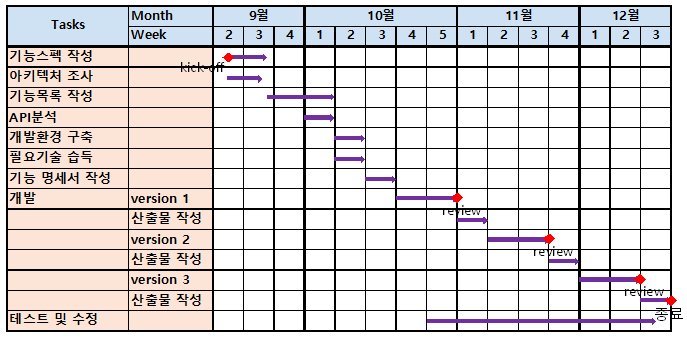 Tasks Month 9월 10월 11월 12월
Week 2 3 4 1 2 3 4 5 1 2 3 4 1 2 3
기능스펙 작성
kick-off
아키텍처 조사
기능목록 작성
API분석
개발환경 구축
필요기술 습득
기능 명세서 작성
개발 version 1
review
산출물 작성
version 2
review
산출물 작성
version 3
review
산출물 작성
종료
테스트 및 수정